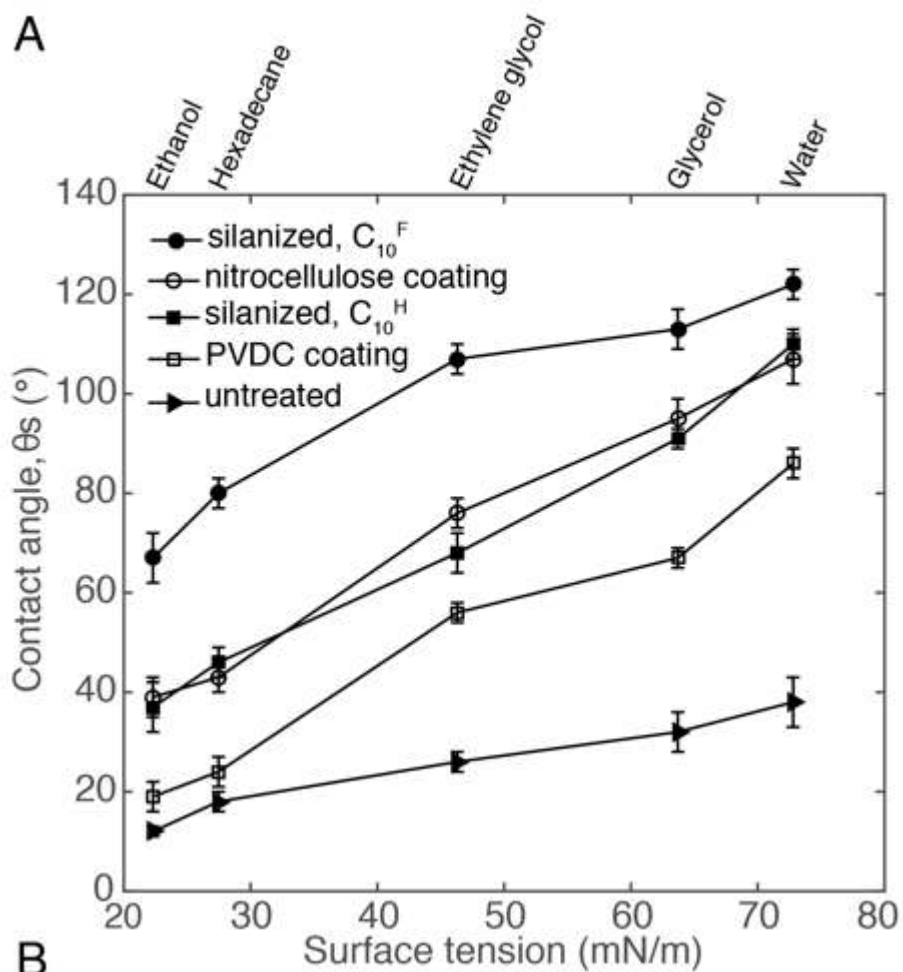 A
Ethanol
Hexadecane
Ethylene glycol
Glycerol
Water
140
120
100
80
60
40
20
0
silanized, C₁₀ᶠ
nitrocellulose coating
silanized, C₁₀ᴴ
PVDC coating
untreated
Contact angle, θs (°)
20 30 40 50 60 70 80
Surface tension (mN/m)
B